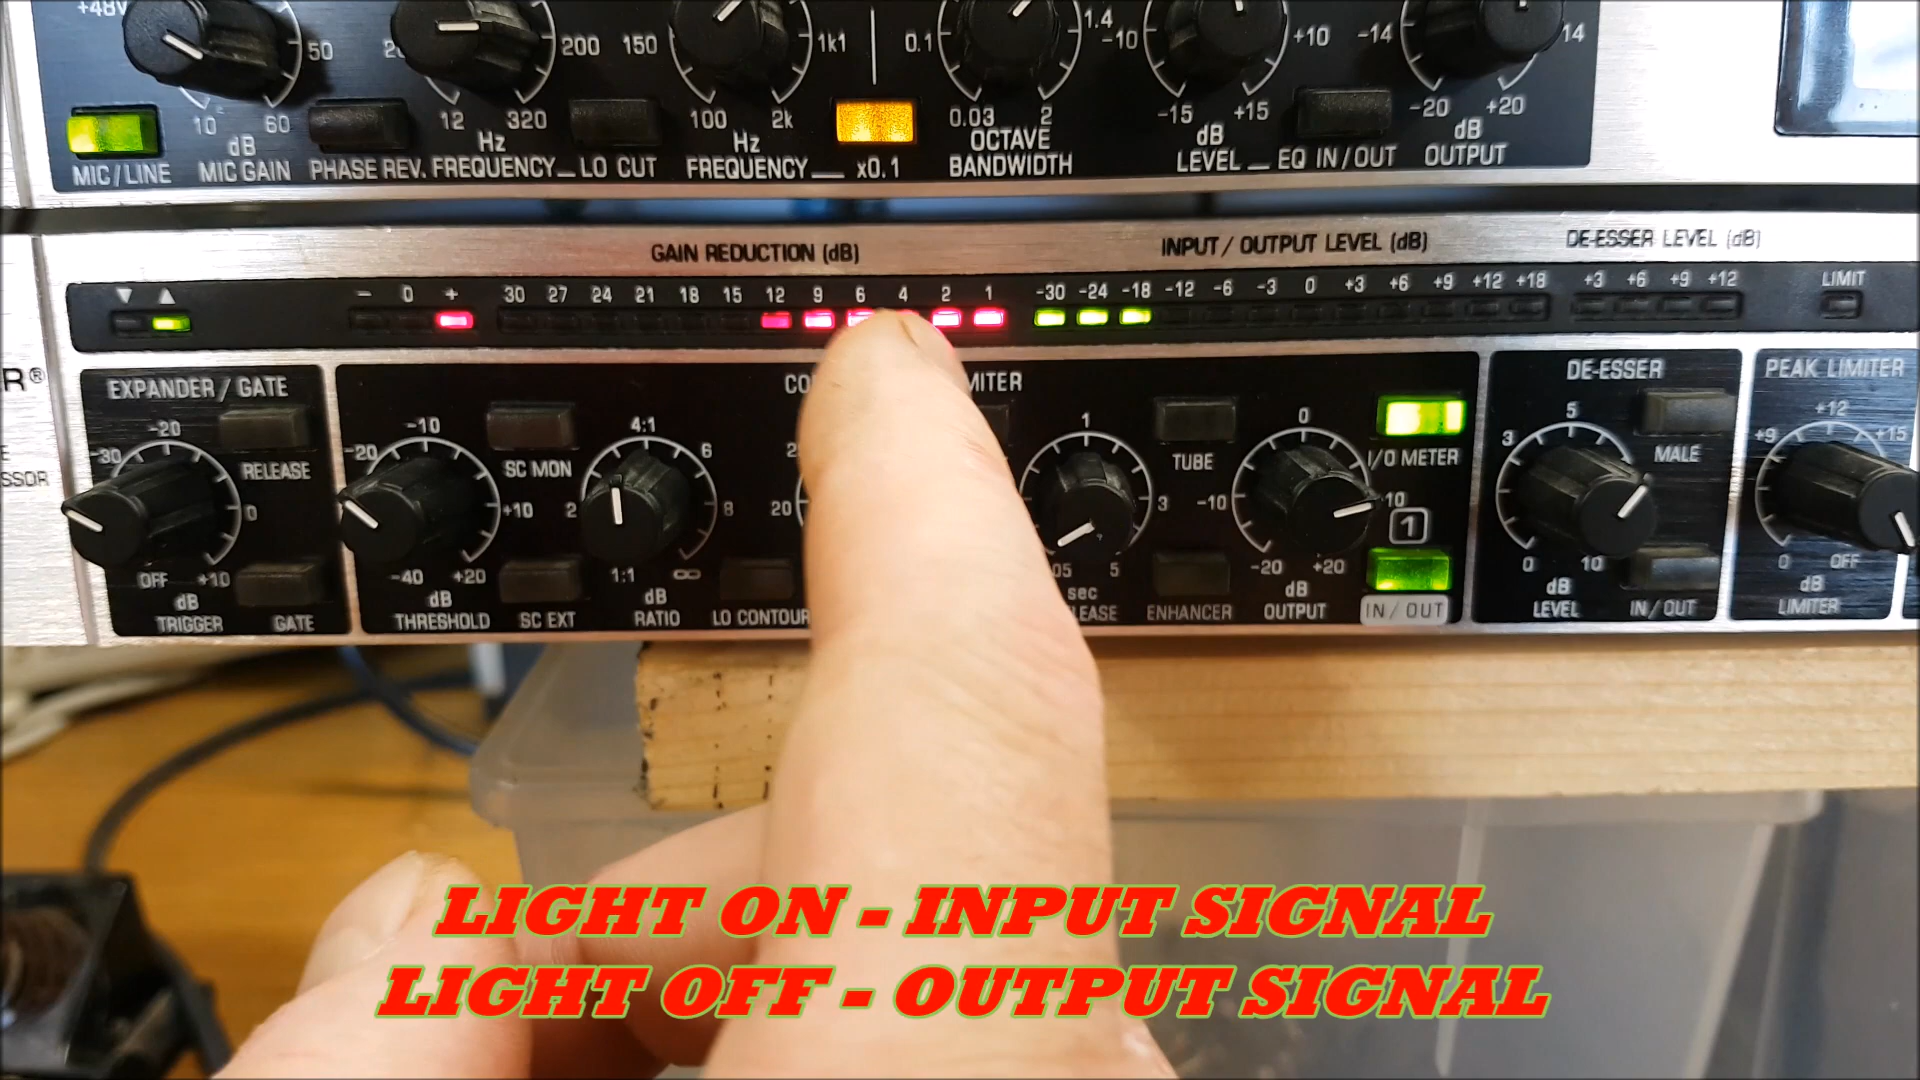 +48V
50 200 150 1k1 0.1 1.4 -10 +10 -14 14
10 60 12 320 100 2k 0.03 2 -15 +15 -20 +20
dB Hz Hz OCTAVE dB dB
MIC/LINE MIC GAIN PHASE REV. FREQUENCY LO CUT FREQUENCY x0.1 BANDWIDTH LEVEL EQ IN/OUT OUTPUT
GAIN REDUCTION (dB) INPUT/OUTPUT LEVEL (dB) DE-ESSER LEVEL (dB)
▼ ▲ − 0 + 30 27 24 21 18 15 12 9 6 4 2 1 -30 -24 -18 -12 -6 -3 0 +3 +6 +9 +12 +18 +3 +6 +9 +12 LIMIT
R®
EXPANDER/GATE DE-ESSER PEAK LIMITER
-30 -20 RELEASE 0
OFF +10
dB
TRIGGER GATE
-20 -10 +10
-40 +20
dB
THRESHOLD
SC MON
SC EXT
2 4:1 6 8
1:1 ∞
dB
RATIO
LO CONTOUR
20
1 3
5
sec
TUBE
ENHANCER
-10 0 10
-20 +20
dB
OUTPUT
I/O METER
1
IN/OUT
3 5
0 10
dB
LEVEL
MALE
IN/OUT
+9 +12 +15
0 OFF
dB
LIMITER
SSOR
LIGHT ON - INPUT SIGNAL
LIGHT OFF - OUTPUT SIGNAL